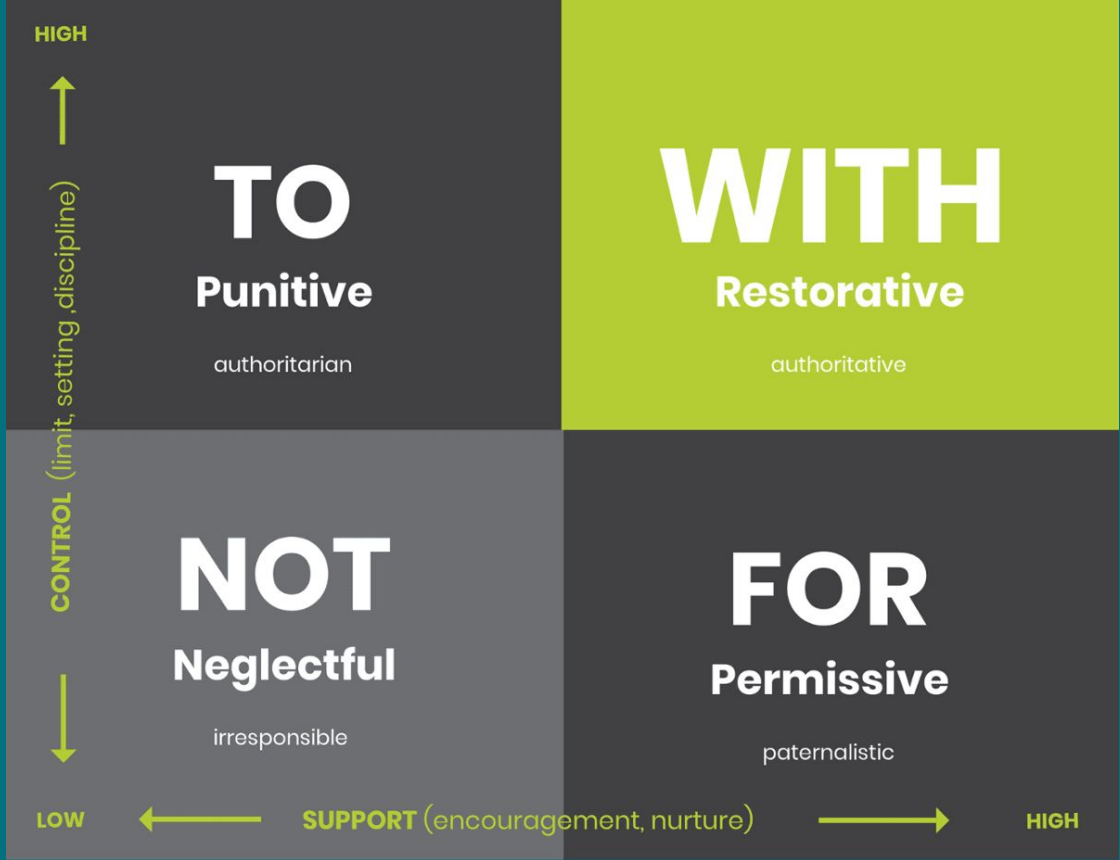 HIGH
CONTROL (limit, setting ,discipline)
TO
Punitive
authoritarian
WITH
Restorative
authoritative
NOT
Neglectful
irresponsible
FOR
Permissive
paternalistic
LOW
SUPPORT (encouragement, nurture)
HIGH